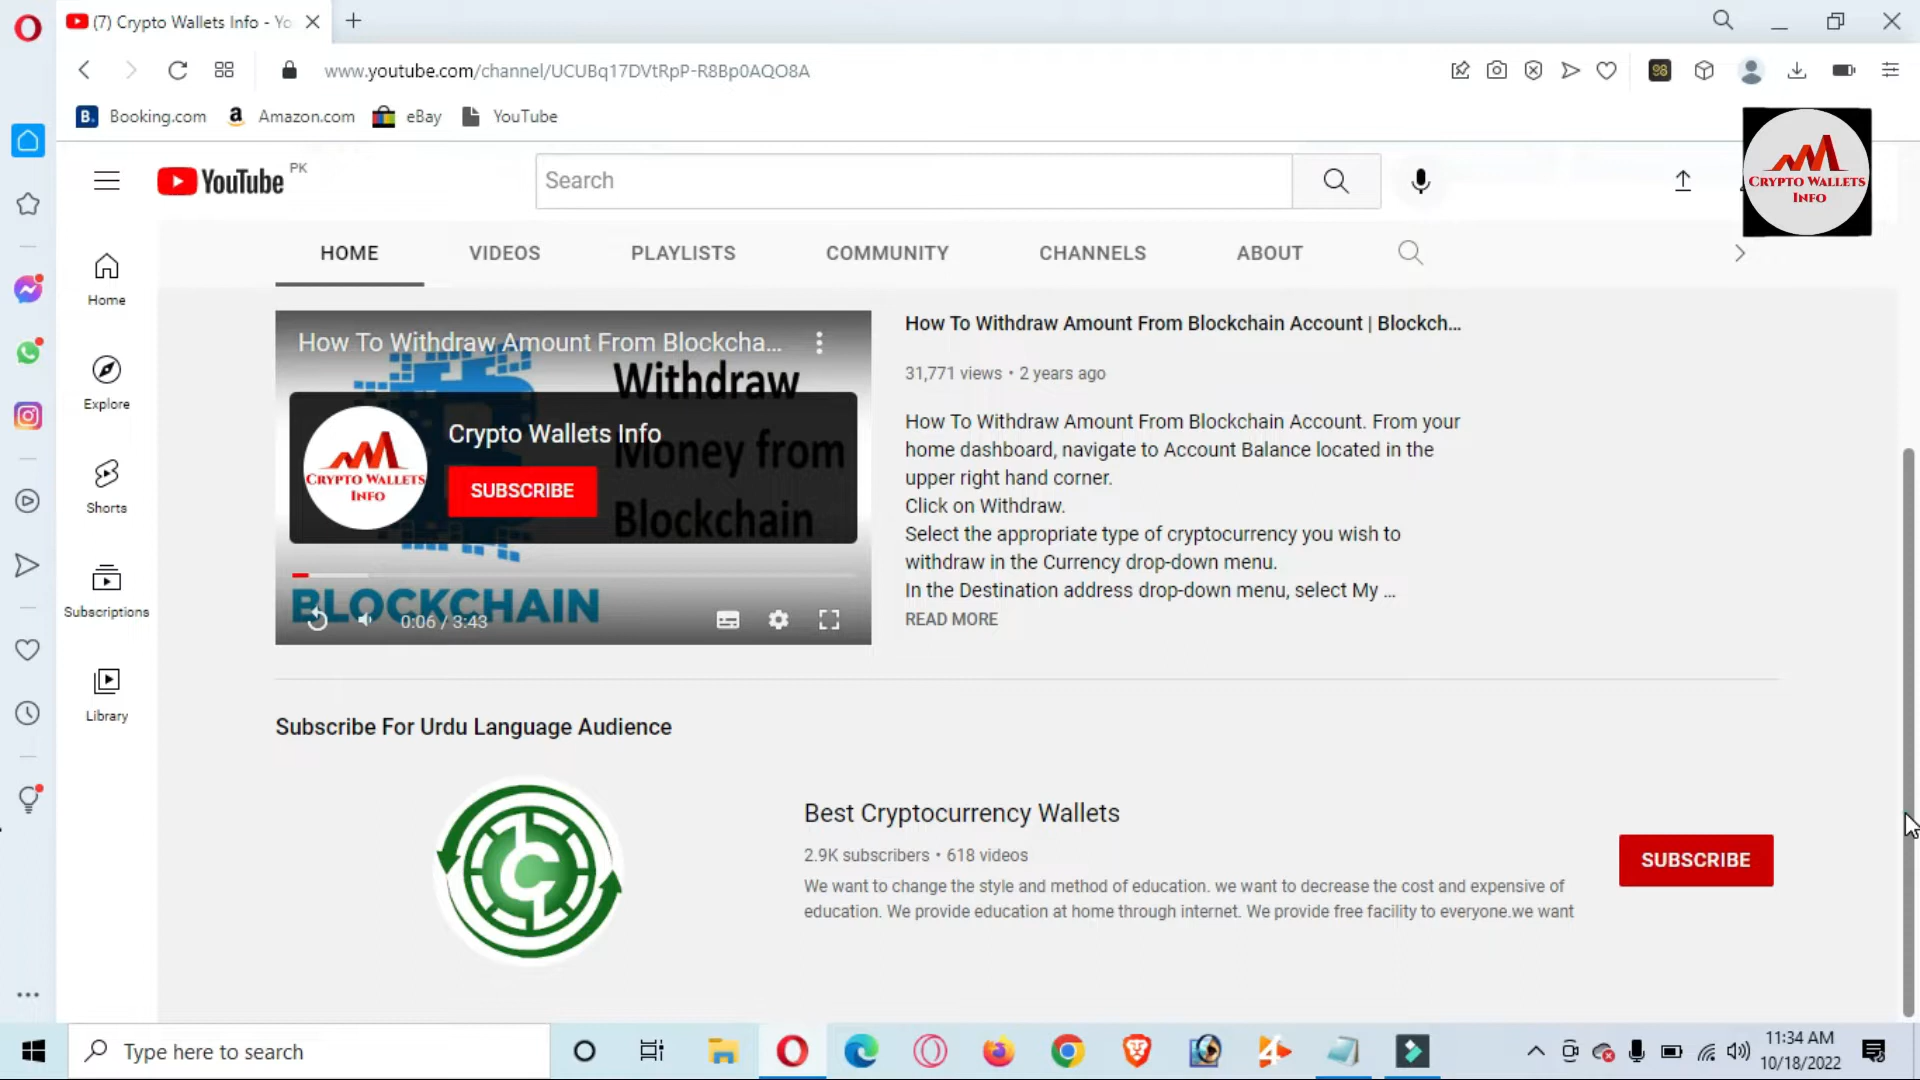 (7) Crypto Wallets Info - Yo
www.youtube.com/channel/UCUBq17DVtRpP-R8Bp0AQO8A
98
B. Booking.com
a Amazon.com
eBay
YouTube
YouTube PK
Search
CRYPTO WALLETS
INFO
HOME
VIDEOS
PLAYLISTS
COMMUNITY
CHANNELS
ABOUT
Home
Explore
Shorts
Subscriptions
Library
How To Withdraw Amount From Blockcha...
Withdraw
Money from
Blockchain
Crypto Wallets Info
CRYPTO WALLETS
INFO
SUBSCRIBE
BLOCKCHAIN
0:06 / 3:43
How To Withdraw Amount From Blockchain Account | Blockch...
31,771 views • 2 years ago
How To Withdraw Amount From Blockchain Account. From your
home dashboard, navigate to Account Balance located in the
upper right hand corner.
Click on Withdraw.
Select the appropriate type of cryptocurrency you wish to
withdraw in the Currency drop-down menu.
In the Destination address drop-down menu, select My ...
READ MORE
Subscribe For Urdu Language Audience
Best Cryptocurrency Wallets
2.9K subscribers • 618 videos
We want to change the style and method of education. we want to decrease the cost and expensive of
education. We provide education at home through internet. We provide free facility to everyone.we want
SUBSCRIBE
Type here to search
11:34 AM
10/18/2022